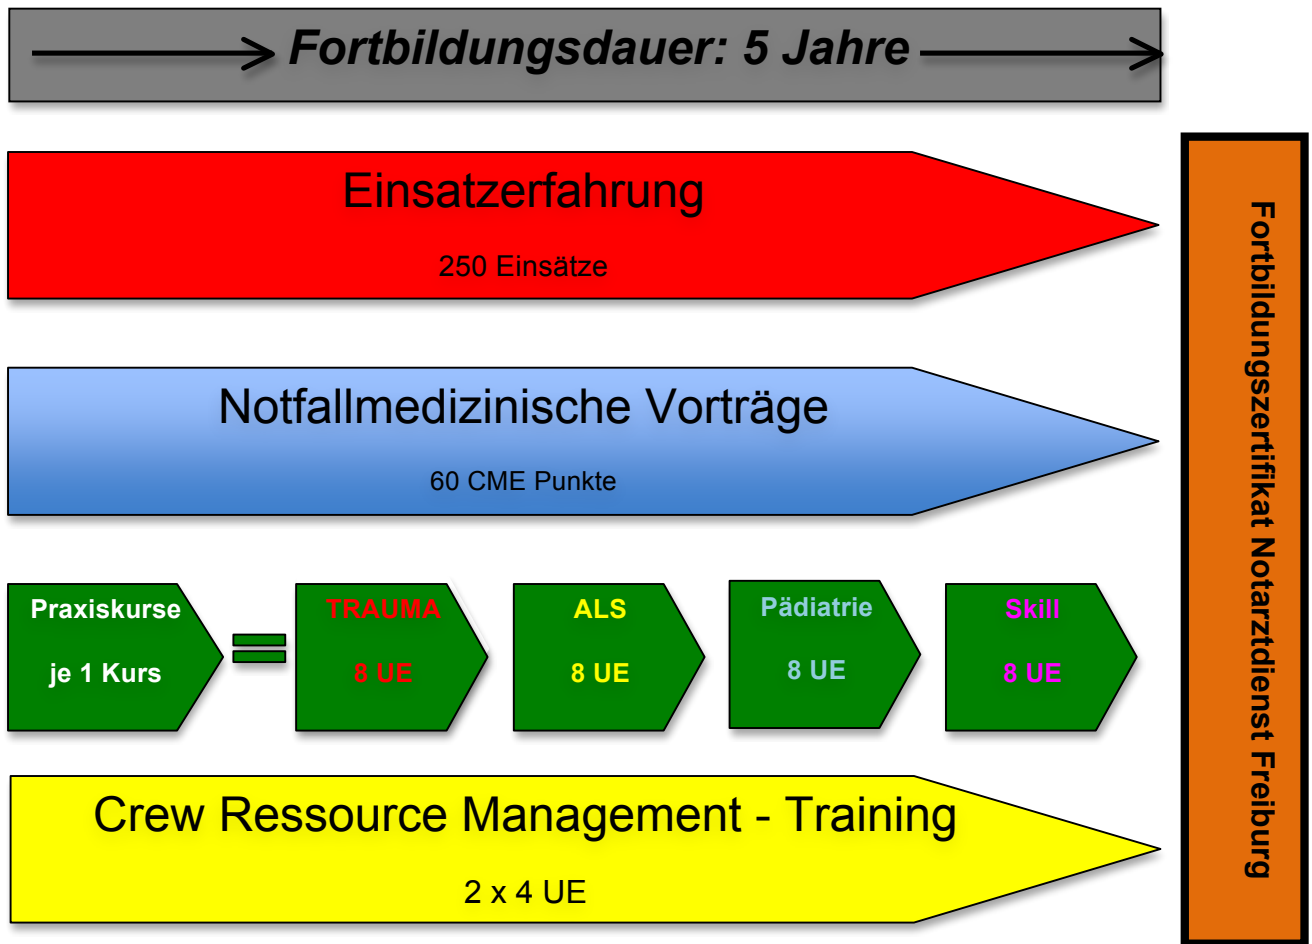 Fortbildungsdauer: 5 Jahre
Einsatzerfahrung
250 Einsätze
Notfallmedizinische Vorträge
60 CME Punkte
Praxiskurse
je 1 Kurs
TRAUMA
8 UE
ALS
8 UE
Pädiatrie
8 UE
Skill
8 UE
Crew Ressource Management - Training
2 x 4 UE
Fortbildungszertifikat Notarztdienst Freiburg